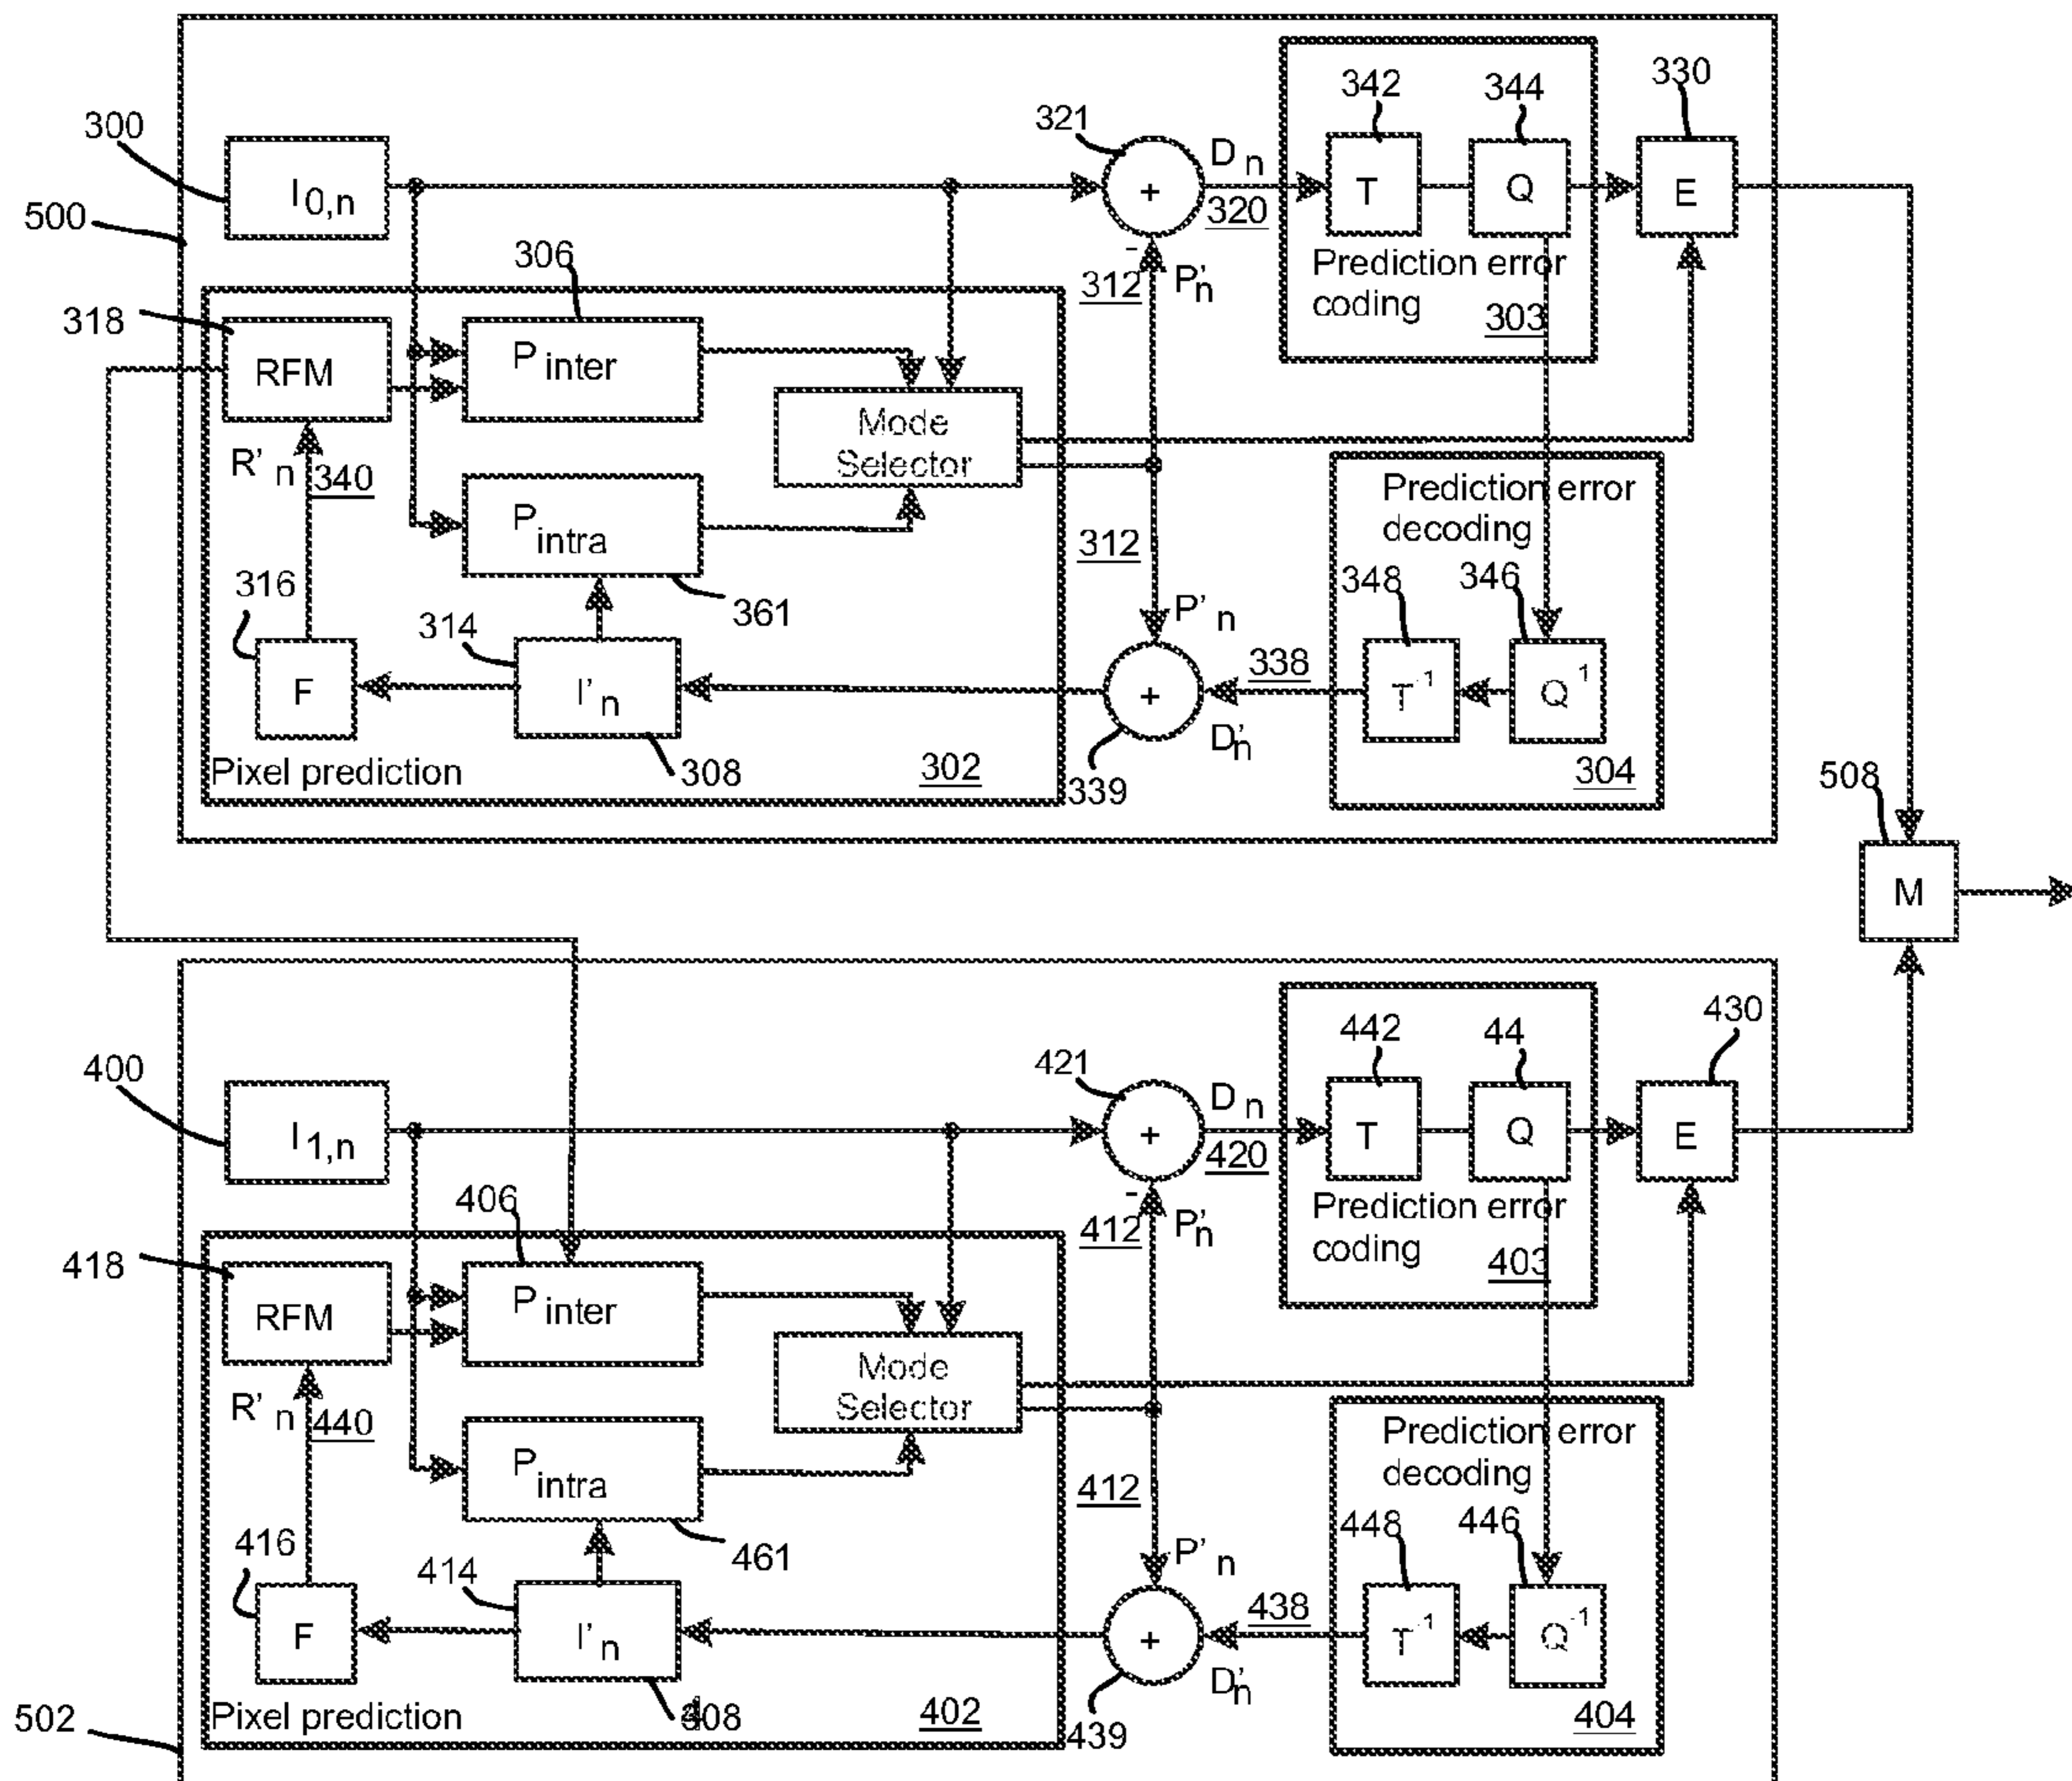 342
344
330
300
321
D n
I 0,n
+
320
T
Q
E
500
306
-
312
P'n
Prediction error
coding
303
318
RFM
P inter
Mode
Selector
R' n
340
Prediction error
decoding
P intra
312
316
348
346
314
361
P' n
338
F
I' n
+
T -1
Q -1
D'n
Pixel prediction
308
302
339
304
508
M
442
44
430
400
421
D n
I 1,n
+
420
T
Q
E
406
-
412
P'n
Prediction error
coding
403
418
RFM
P inter
Mode
Selector
R' n
440
Prediction error
decoding
P intra
412
416
448
446
414
461
P' n
438
F
I' n
+
T -1
Q -1
D'n
502
Pixel prediction
08
402
439
404